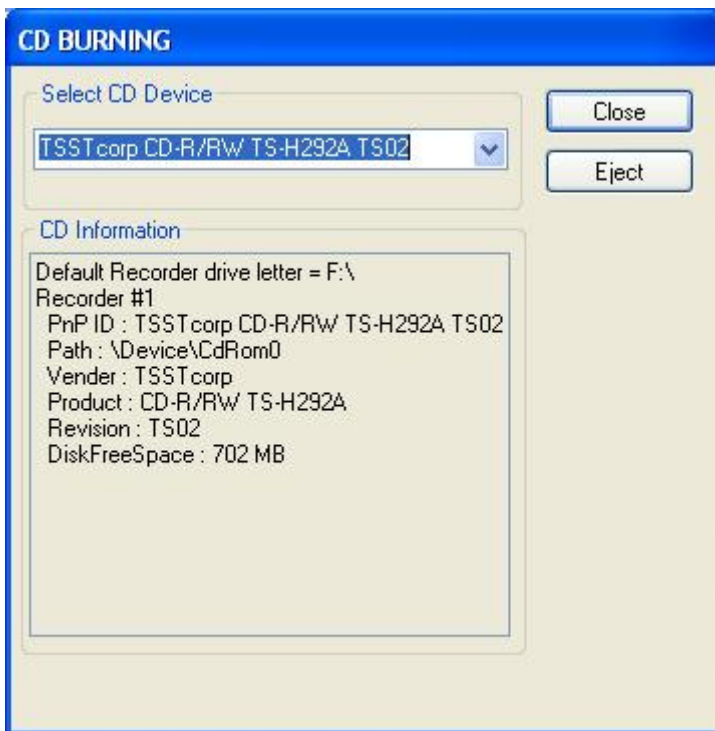 CD BURNING
Select CD Device
TSSTcorp CD-R/RW TS-H292A TS02
Close
Eject
CD Information
Default Recorder drive letter = F:\
Recorder #1
PnP ID : TSSTcorp CD-R/RW TS-H292A TS02
Path : \Device\CdRom0
Vender : TSSTcorp
Product : CD-R/RW TS-H292A
Revision : TS02
DiskFreeSpace : 702 MB